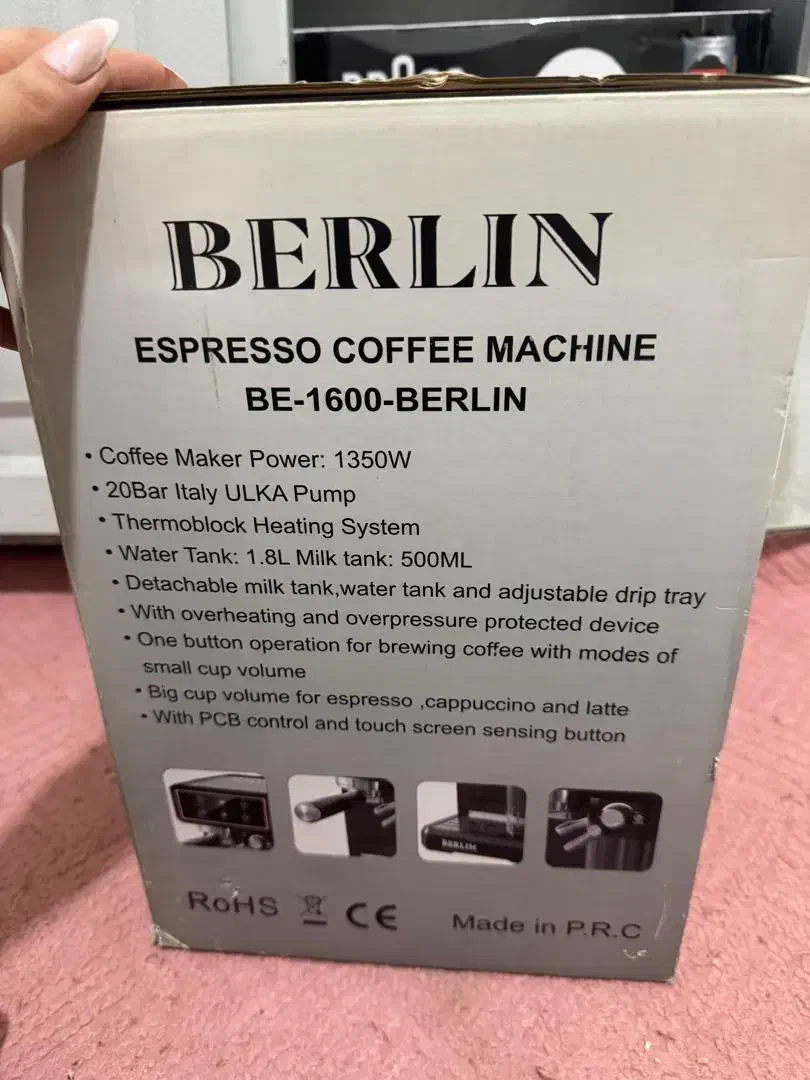 BERLIN
ESPRESSO COFFEE MACHINE
BE-1600-BERLIN
• Coffee Maker Power: 1350W
• 20Bar Italy ULKA Pump
• Thermoblock Heating System
• Water Tank: 1.8L Milk tank: 500ML
• Detachable milk tank,water tank and adjustable drip tray
• With overheating and overpressure protected device
• One button operation for brewing coffee with modes of
small cup volume
• Big cup volume for espresso ,cappuccino and latte
• With PCB control and touch screen sensing button
BERLIN
RoHS CE Made in P.R.C